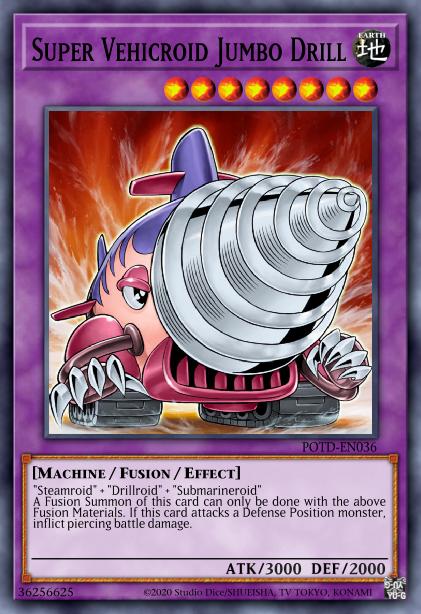 SUPER VEHICROID JUMBO DRILL
EARTH
地
POTD-EN036
[MACHINE / FUSION / EFFECT]
"Steamroid" + "Drillroid" + "Submarineroid"
A Fusion Summon of this card can only be done with the above
Fusion Materials. If this card attacks a Defense Position monster,
inflict piercing battle damage.
ATK/3000 DEF/2000
36256625
©2020 Studio Dice/SHUEISHA, TV TOKYO, KONAMI